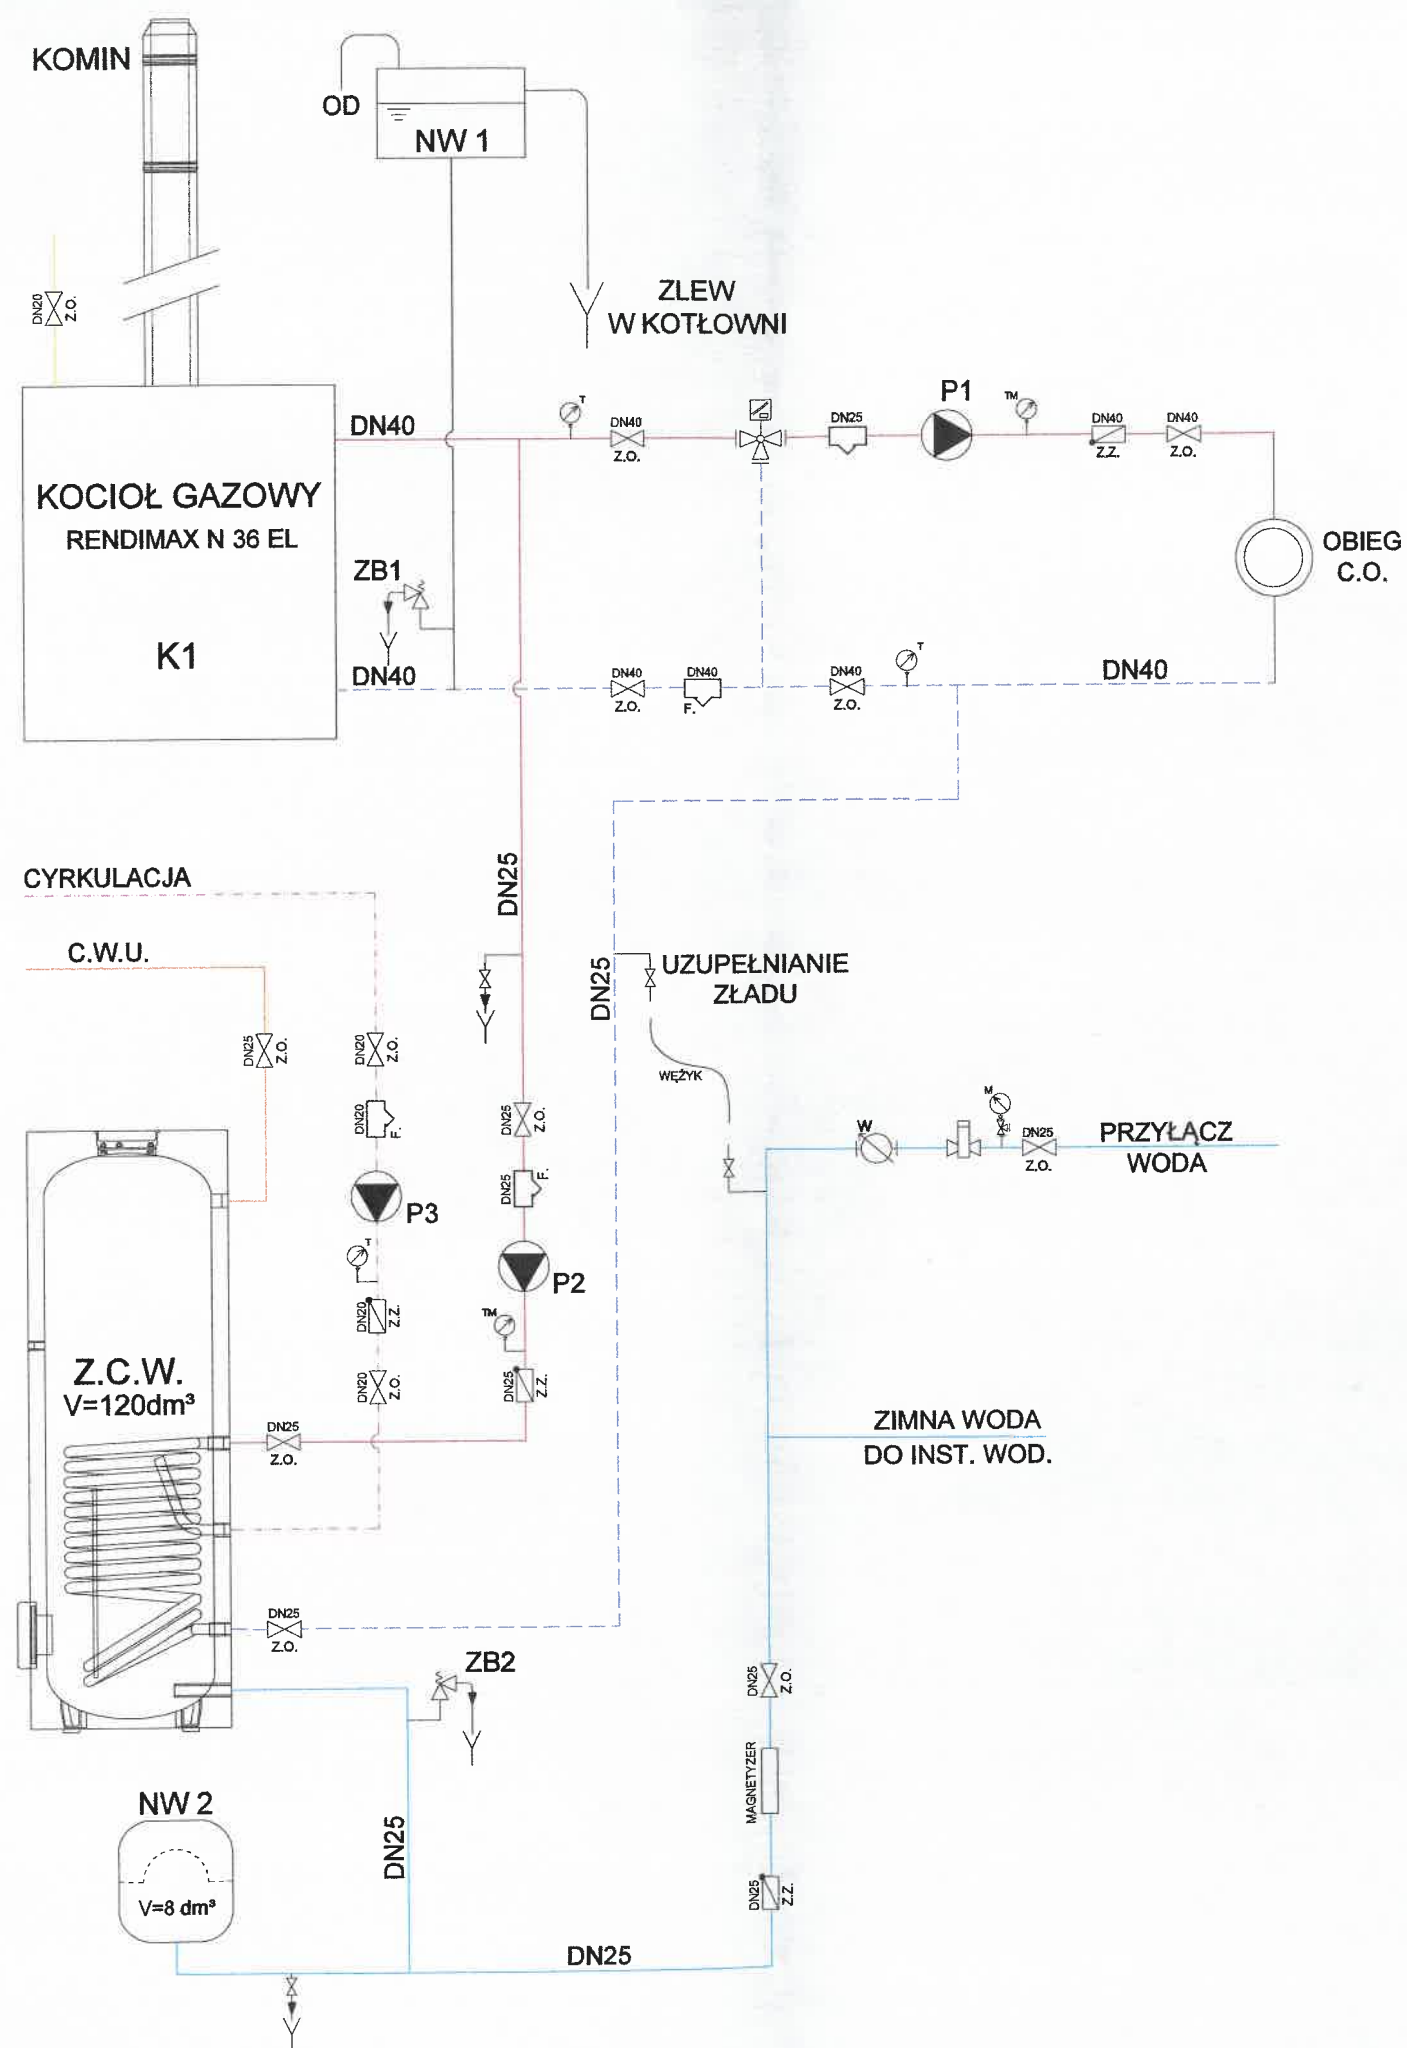 KOMIN
OD
NW 1
DN20
Z.O.
ZLEW
W KOTŁOWNI
DN40
T
DN40
Z.O.
DN25
P1
TM
DN40
Z.Z.
DN40
Z.O.
KOCIOŁ GAZOWY
RENDIMAX N 36 EL
K1
ZB1
DN40
OBIEG
C.O.
DN40
Z.O.
DN40
F.
DN40
Z.O.
T
DN40
CYRKULACJA
C.W.U.
DN25
DN25
UZUPEŁNIANIE
ZŁADU
WĘŻYK
DN25
Z.O.
DN20
Z.O.
DN20
F.
DN25
Z.O.
DN25
F.
P3
T
P2
TM
DN20
Z.Z.
DN20
Z.O.
DN25
Z.Z.
W
M
DN25
Z.O.
PRZYŁĄCZ
WODA
Z.C.W.
V=120dm³
DN25
Z.O.
ZIMNA WODA
DO INST. WOD.
DN25
Z.O.
ZB2
DN25
Z.O.
MAGNETYZER
DN25
Z.Z.
NW 2
V=8 dm³
DN25
DN25